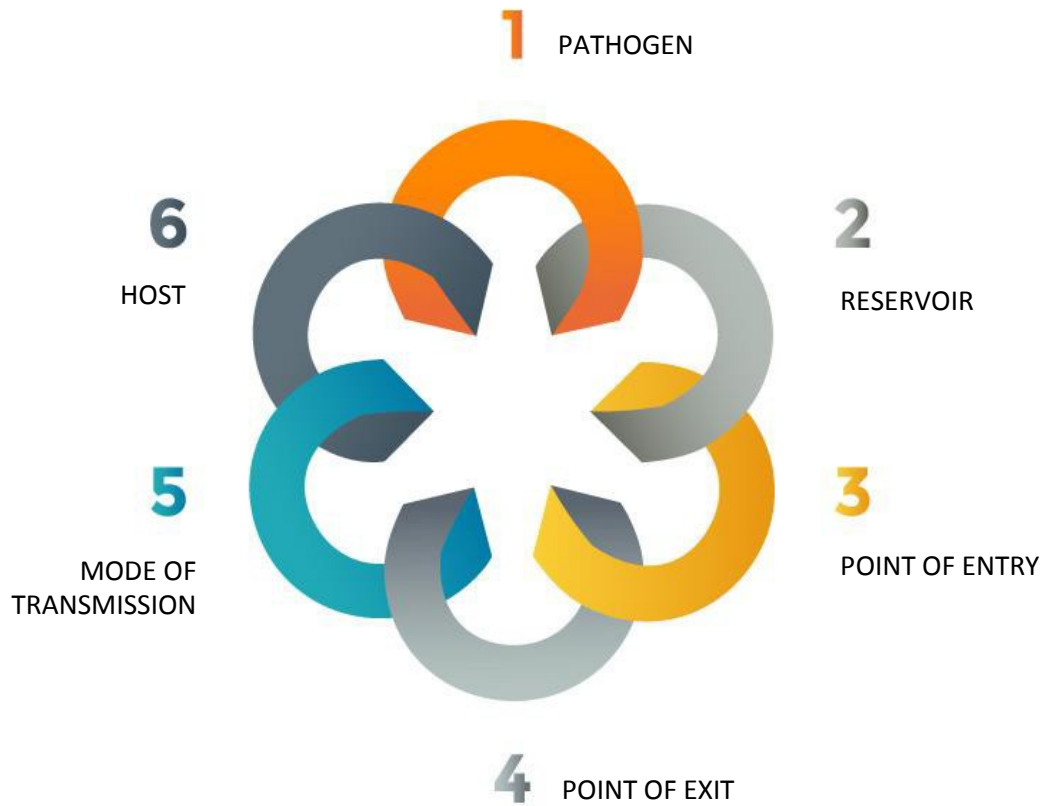 1 PATHOGEN
2
RESERVOIR
3
POINT OF ENTRY
4 POINT OF EXIT
5
MODE OF
TRANSMISSION
6
HOST